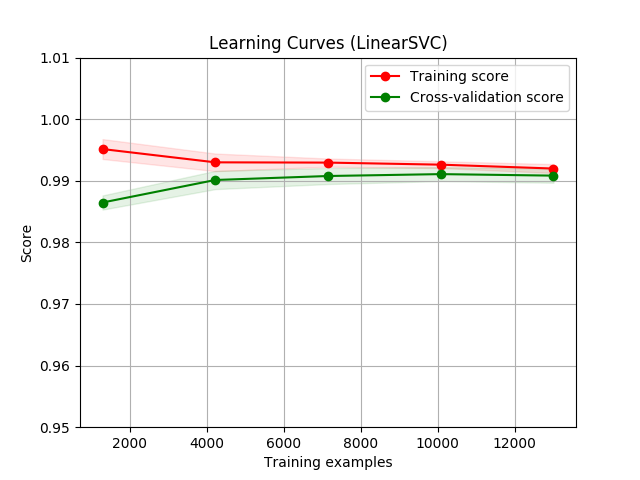 Learning Curves (LinearSVC)
1.01
1.00
0.99
0.98
0.97
0.96
0.95
Score
Training score
Cross-validation score
2000 4000 6000 8000 10000 12000
Training examples